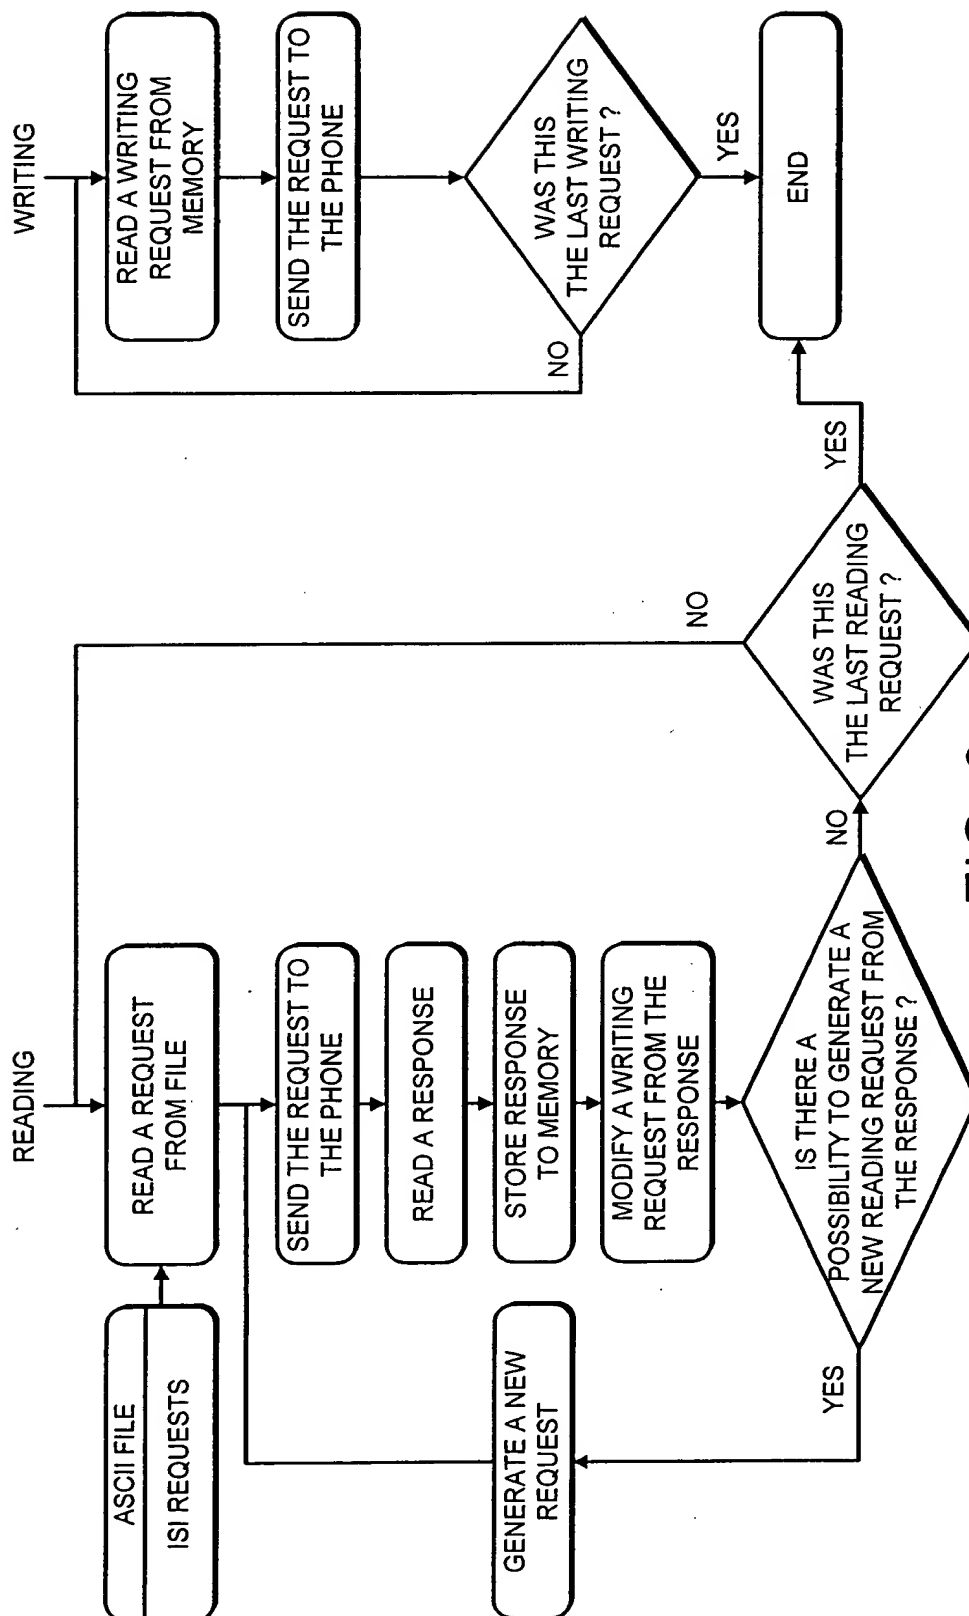 READING
ASCII FILE
ISI REQUESTS
READ A REQUEST
FROM FILE
SEND THE REQUEST TO
THE PHONE
READ A RESPONSE
STORE RESPONSE
TO MEMORY
MODIFY A WRITING
REQUEST FROM THE
RESPONSE
GENERATE A NEW
REQUEST
IS THERE A
POSSIBILITY TO GENERATE A
NEW READING REQUEST FROM
THE RESPONSE ?
YES
NO
WAS THIS
THE LAST READING
REQUEST ?
NO
YES
WRITING
READ A WRITING
REQUEST FROM
MEMORY
SEND THE REQUEST TO
THE PHONE
WAS THIS
THE LAST WRITING
REQUEST ?
NO
YES
END